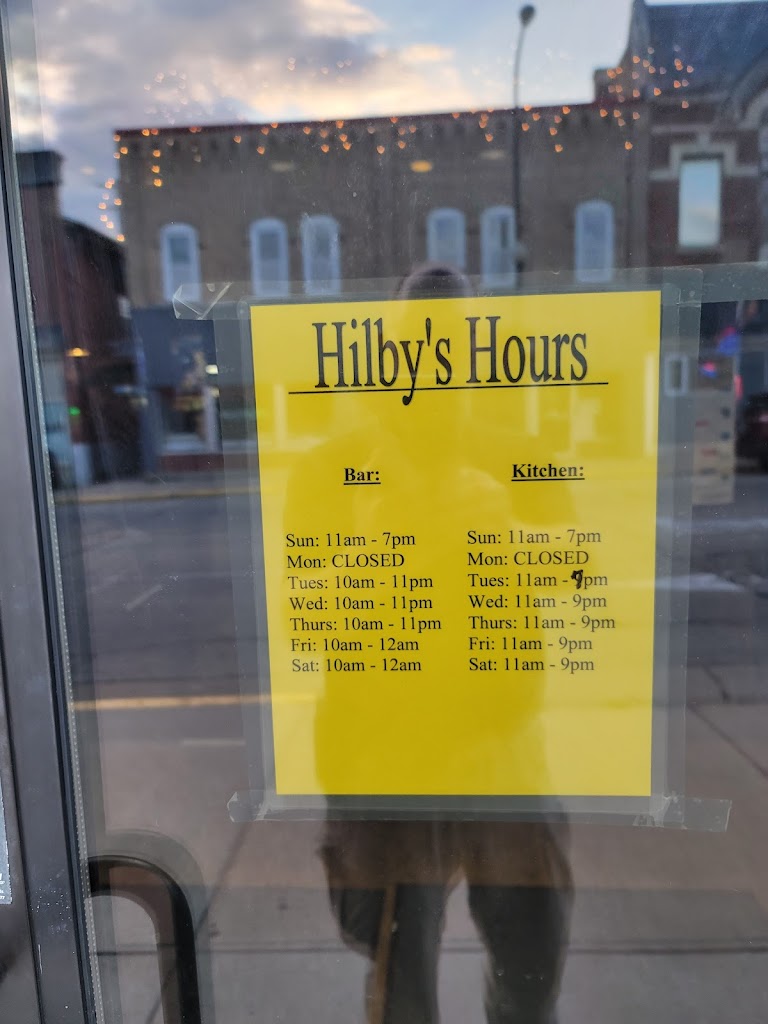 Hilby's Hours
Bar:
Sun: 11am - 7pm
Mon: CLOSED
Tues: 10am - 11pm
Wed: 10am - 11pm
Thurs: 10am - 11pm
Fri: 10am - 12am
Sat: 10am - 12am
Kitchen:
Sun: 11am - 7pm
Mon: CLOSED
Tues: 11am - 9pm
Wed: 11am - 9pm
Thurs: 11am - 9pm
Fri: 11am - 9pm
Sat: 11am - 9pm